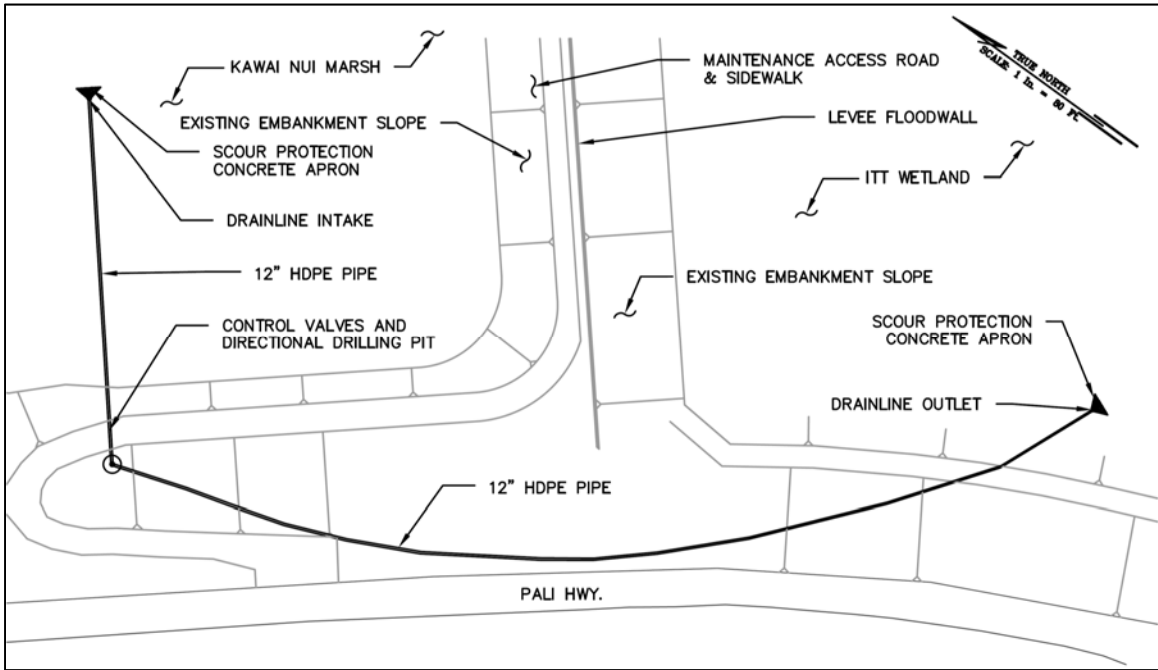 KAWAI NUI MARSH
EXISTING EMBANKMENT SLOPE
SCOUR PROTECTION
CONCRETE APRON
DRAINLINE INTAKE
12" HDPE PIPE
CONTROL VALVES AND
DIRECTIONAL DRILLING PIT
MAINTENANCE ACCESS ROAD
& SIDEWALK
LEVEE FLOODWALL
TRUE NORTH
SCALE: 1 in. = 80 Ft.
ITT WETLAND
EXISTING EMBANKMENT SLOPE
SCOUR PROTECTION
CONCRETE APRON
DRAINLINE OUTLET
12" HDPE PIPE
PALI HWY.